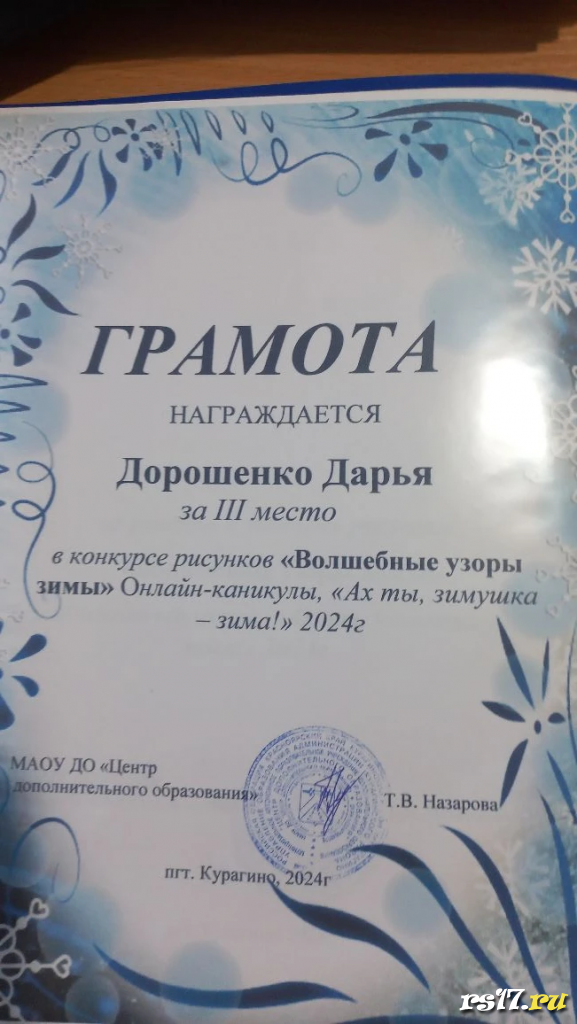 ГРАМОТА
НАГРАЖДАЕТСЯ
Дорошенко Дарья
за III место
в конкурсе рисунков «Волшебные узоры
зимы» Онлайн-каникулы, «Ах ты, зимушка
– зима!» 2024г
МАОУ ДО «Центр
дополнительного образования»
Т.В. Назарова
пгт. Курагино, 2024г
rs17.ru